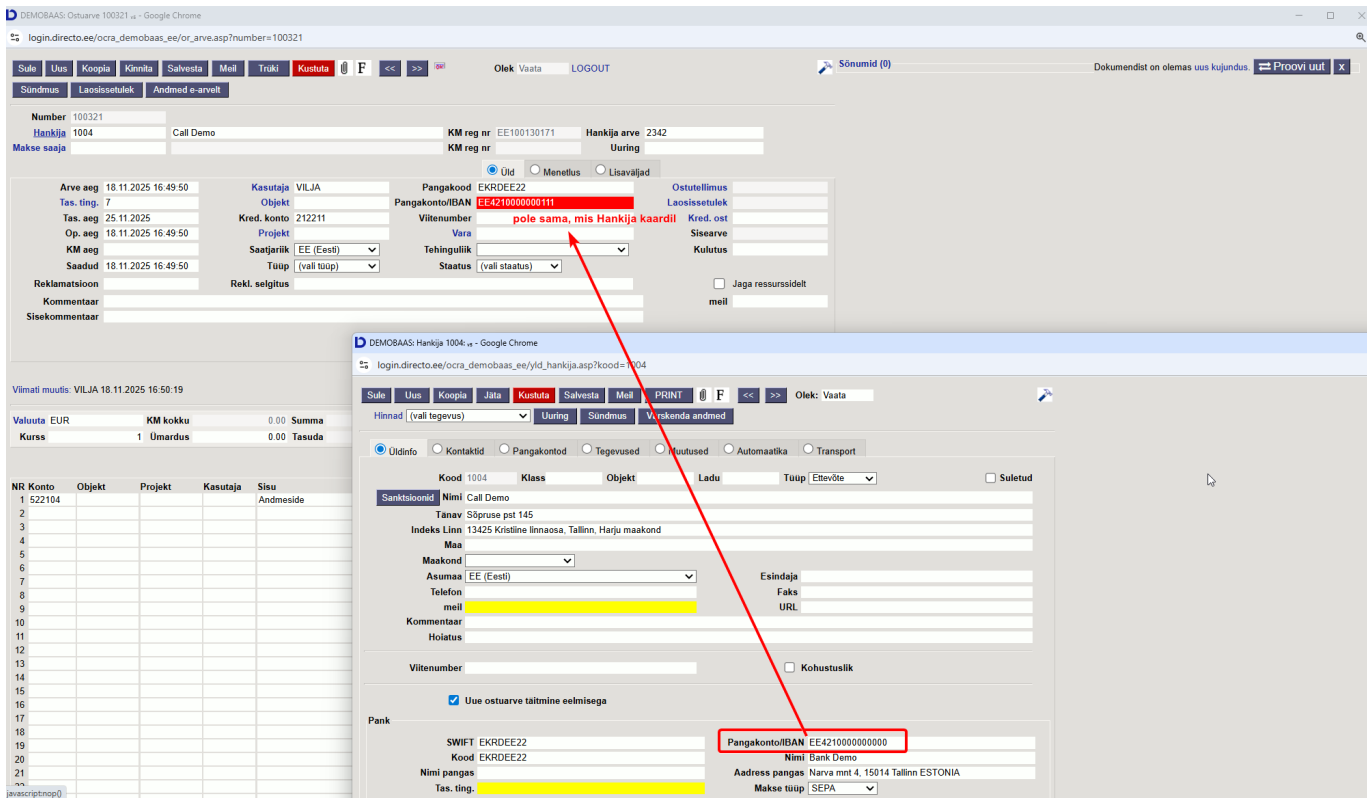 DEMOBAAS: Ostuarve 100321 - Google Chrome
login.directo.ee/ocra_demobaas_ee/or_arve.asp?number=100321
Sule Uus Koopia Kinnita Salvesta Meil Trüki Kustuta F << >> Olek Vaata LOGOUT Sõnumid (0) Dokumendist on olemas uus kujundus. Proovi uut X
Sündmus Laosissetulek Andmed e-arvelt
Number 100321
Hankija 1004 Call Demo KM reg nr EE100130171 Hankija arve 2342
Makse saaja KM reg nr Uuring
Üld Menetlus Lisaväljad
Arve aeg 18.11.2025 16:49:50 Kasutaja VILJA Pangakood EKRDEE22 Ostutellimus
Tas. ting. 7 Objekt Pangakonto/IBAN EE4210000000111 Laosissetulek
Tas. aeg 25.11.2025 Kred. konto 212211 Viitenumber pole sama, mis Hankija kaardil Kred. ost
Op. aeg 18.11.2025 16:49:50 Projekt Vara Sisearve
KM aeg Saatjariik EE (Eesti) Tehinguliik Kulutus
Saadud 18.11.2025 16:49:50 Tüüp (vali tüüp) Staatus (vali staatus)
Reklamatsioon Rekl. selgitus Jaga ressurssidelt
Kommentaar meil
Sisekommentaar
Viimati muutis: VILJA 18.11.2025 16:50:19
Valuuta EUR KM kokku 0.00 Summa
Kurss 1 Ümardus 0.00 Tasuda
NR Konto Objekt Projekt Kasutaja Sisu
1 522104 Andmeside
2
3
4
5
6
7
8
9
10
11
12
13
14
15
16
17
18
19
20
21
javascript:nop()
DEMOBAAS: Hankija 1004: - Google Chrome
login.directo.ee/ocra_demobaas_ee/yld_hankija.asp?kood=1004
Sule Uus Koopia Jäta Kustuta Salvesta Meil PRINT F << >> Olek: Vaata
Hinnad (vali tegevus) Uuring Sündmus Värskenda andmed
Üldinfo Kontaktid Pangakontod Tegevused Muutused Automaatika Transport
Kood 1004 Klass Objekt Ladu Tüüp Ettevõte Suletud
Sanktsioonid Nimi Call Demo
Tänav Sõpruse pst 145
Indeks Linn 13425 Kristiine linnaosa, Tallinn, Harju maakond
Maa
Maakond
Asumaa EE (Eesti) Esindaja
Telefon Faks
meil URL
Kommentaar
Hoiatus
Viitenumber Kohustuslik
Uue ostuarve täitmine eelmisega
Pank
SWIFT EKRDEE22 Pangakonto/IBAN EE4210000000000
Kood EKRDEE22 Nimi Bank Demo
Nimi pangas Aadress pangas Narva mnt 4, 15014 Tallinn ESTONIA
Tas. ting. Makse tüüp SEPA